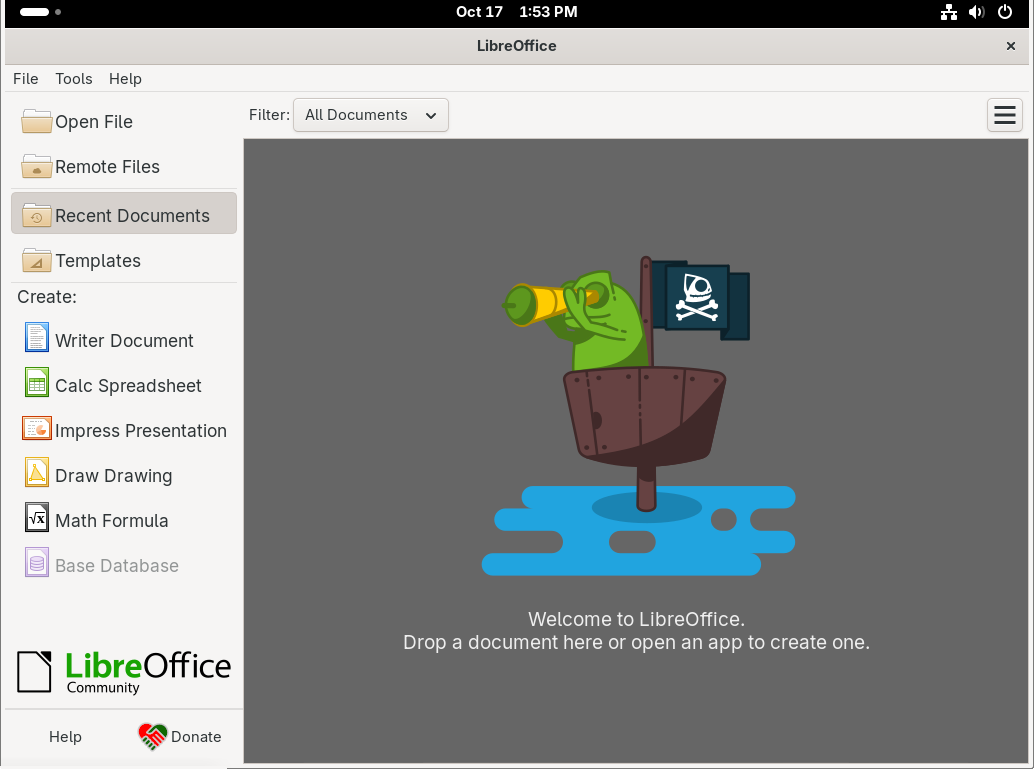 Oct 17 1:53 PM
LibreOffice
File Tools Help
Open File
Remote Files
Recent Documents
Templates
Create:
Writer Document
Calc Spreadsheet
Impress Presentation
Draw Drawing
√x Math Formula
Base Database
LibreOffice
Community
Help Donate
Filter: All Documents
Welcome to LibreOffice.
Drop a document here or open an app to create one.